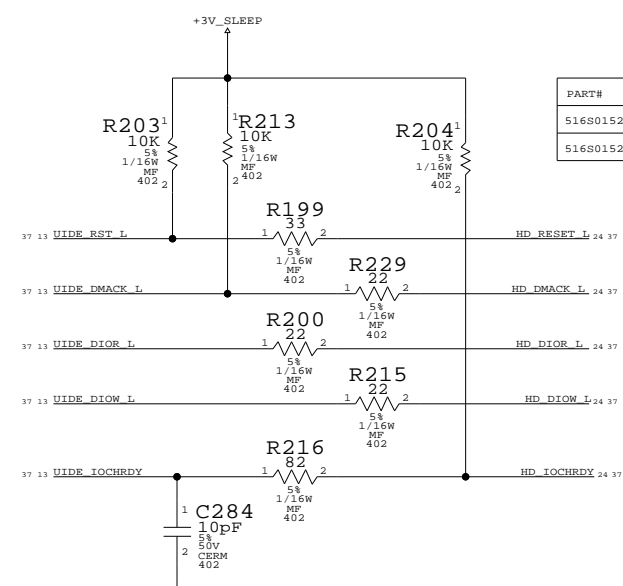 +3V_SLEEP
PART#
516S0152
516S0152
R203 1
10K
5%
1/16W
MF
402 2
1 R213
10K
5%
1/16W
MF
2 402
R204 1
10K
5%
1/16W
MF
402 2
R199
33
37 13 UIDE_RST_L 1 2 HD_RESET_L 24 37
5%
1/16W
MF
402
R229
22
37 13 UIDE_DMACK_L 1 2 HD_DMACK_L 24 37
5%
1/16W
MF
402
R200
22
37 13 UIDE_DIOR_L 1 2 HD_DIOR_L 24 37
5%
1/16W
MF
402
R215
22
37 13 UIDE_DIOW_L 1 2 HD_DIOW_L 24 37
5%
1/16W
MF
402
R216
82
37 13 UIDE_IOCHRDY 1 2 HD_IOCHRDY 24 37
5%
1/16W
MF
402
1 C284
10pF
5%
50V
2 CERM
402